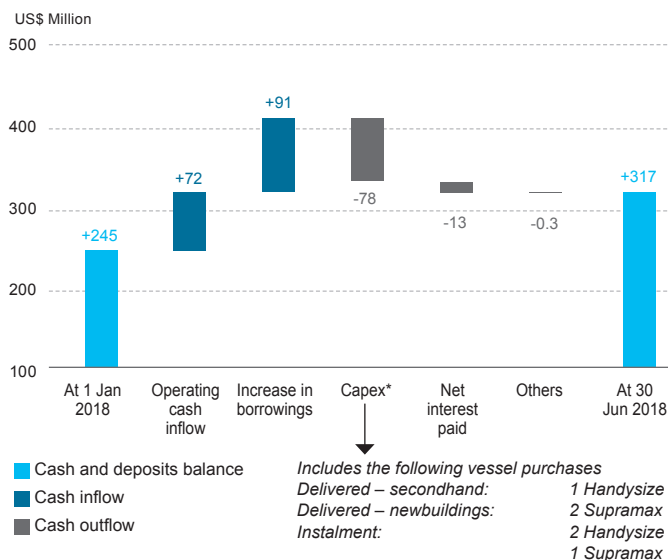 US$ Million
500
400
300
200
100
+245
+72
+91
-78
-13
-0.3
+317
At 1 Jan 2018
Operating cash inflow
Increase in borrowings
Capex*
Net interest paid
Others
At 30 Jun 2018
Cash and deposits balance
Cash inflow
Cash outflow
Includes the following vessel purchases
Delivered – secondhand: 1 Handysize
Delivered – newbuildings: 2 Supramax
Instalment: 2 Handysize
1 Supramax